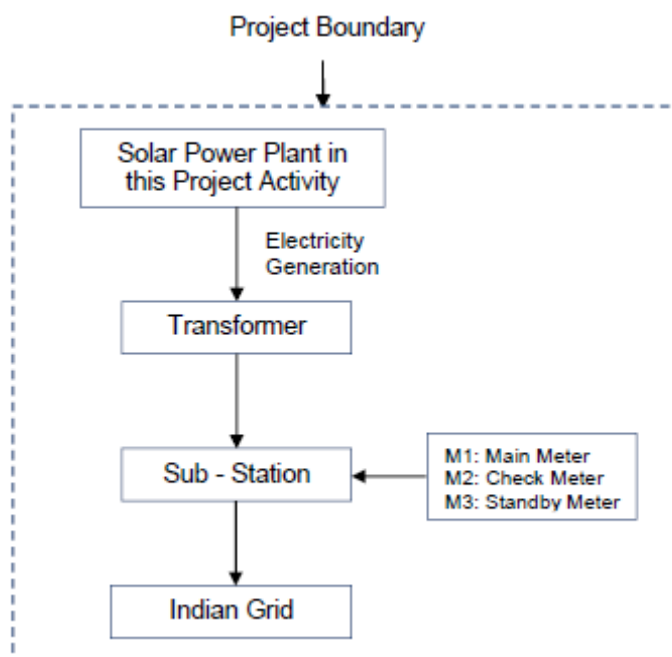 Project Boundary
Solar Power Plant in
this Project Activity
Electricity
Generation
Transformer
Sub - Station
M1: Main Meter
M2: Check Meter
M3: Standby Meter
Indian Grid